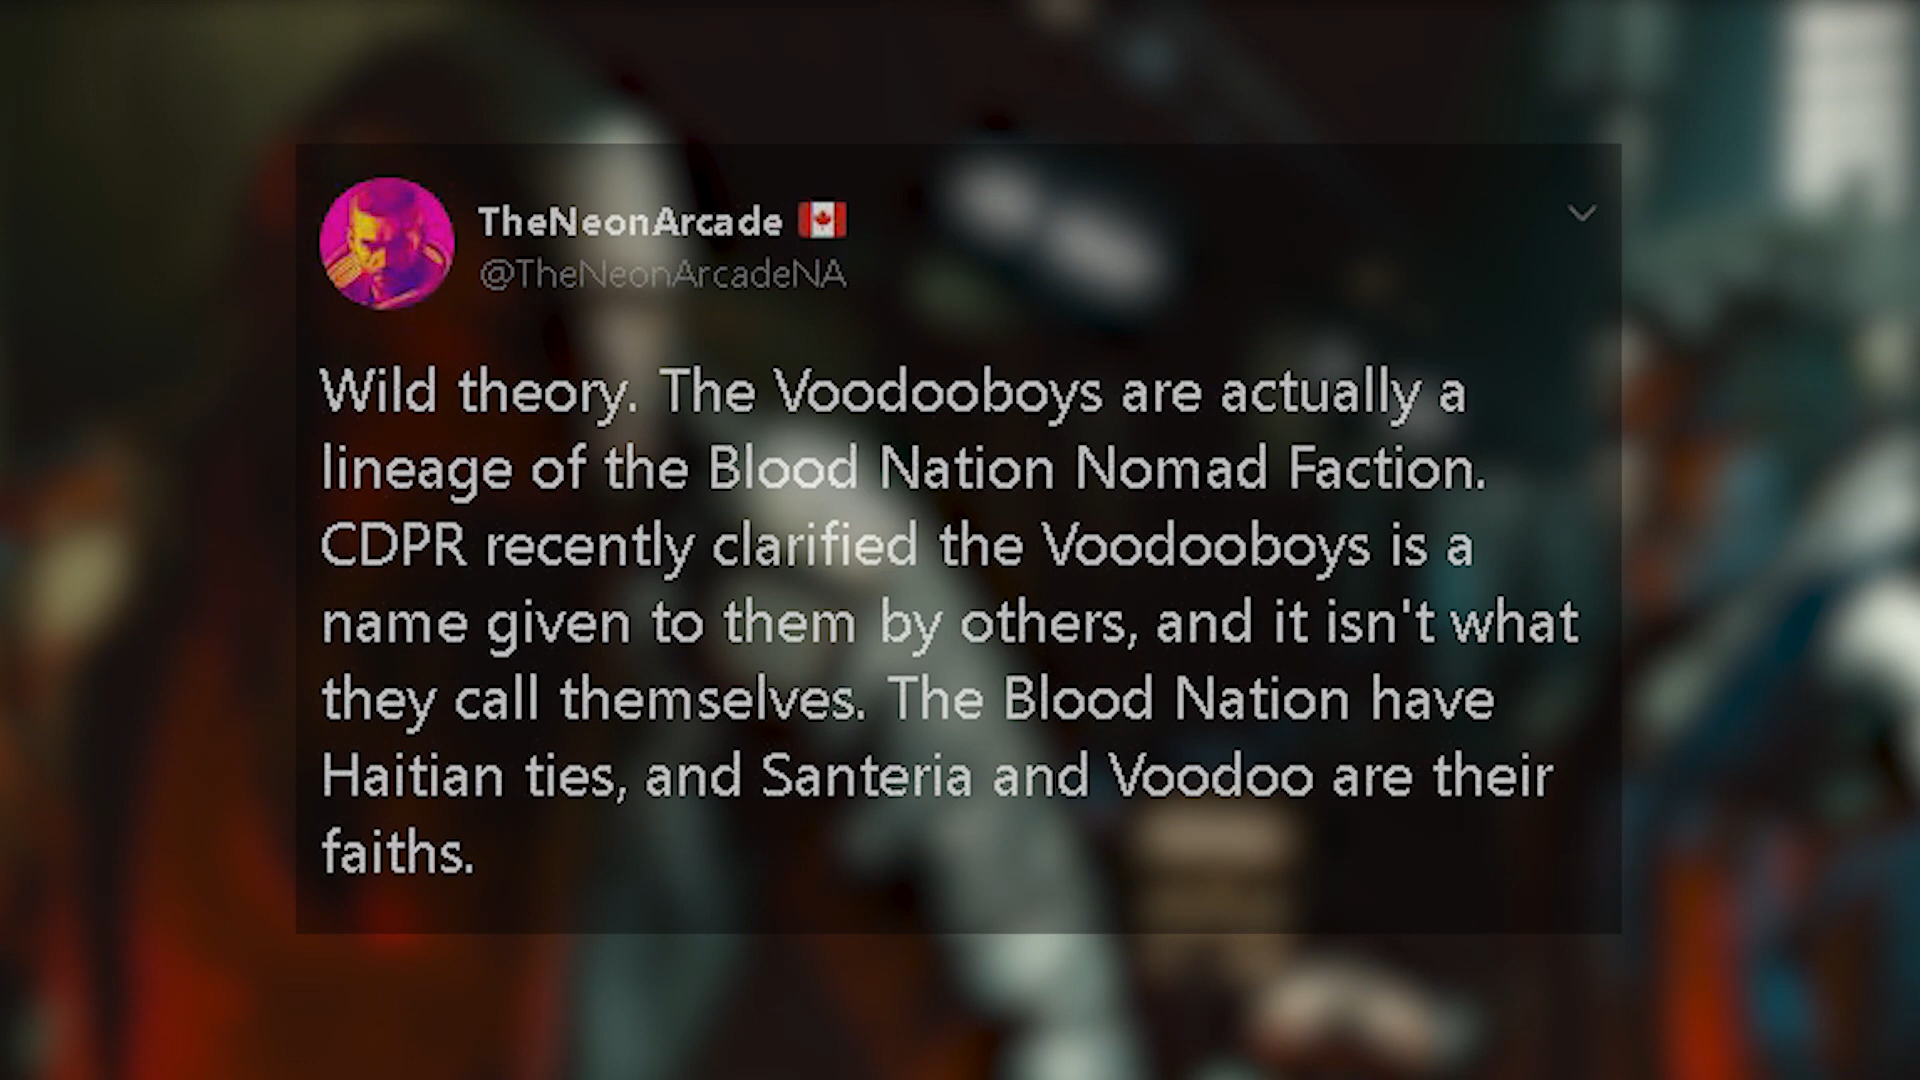 TheNeonArcade 🇨🇦
@TheNeonArcadeNA
Wild theory. The Voodooboys are actually a
lineage of the Blood Nation Nomad Faction.
CDPR recently clarified the Voodooboys is a
name given to them by others, and it isn't what
they call themselves. The Blood Nation have
Haitian ties, and Santeria and Voodoo are their
faiths.